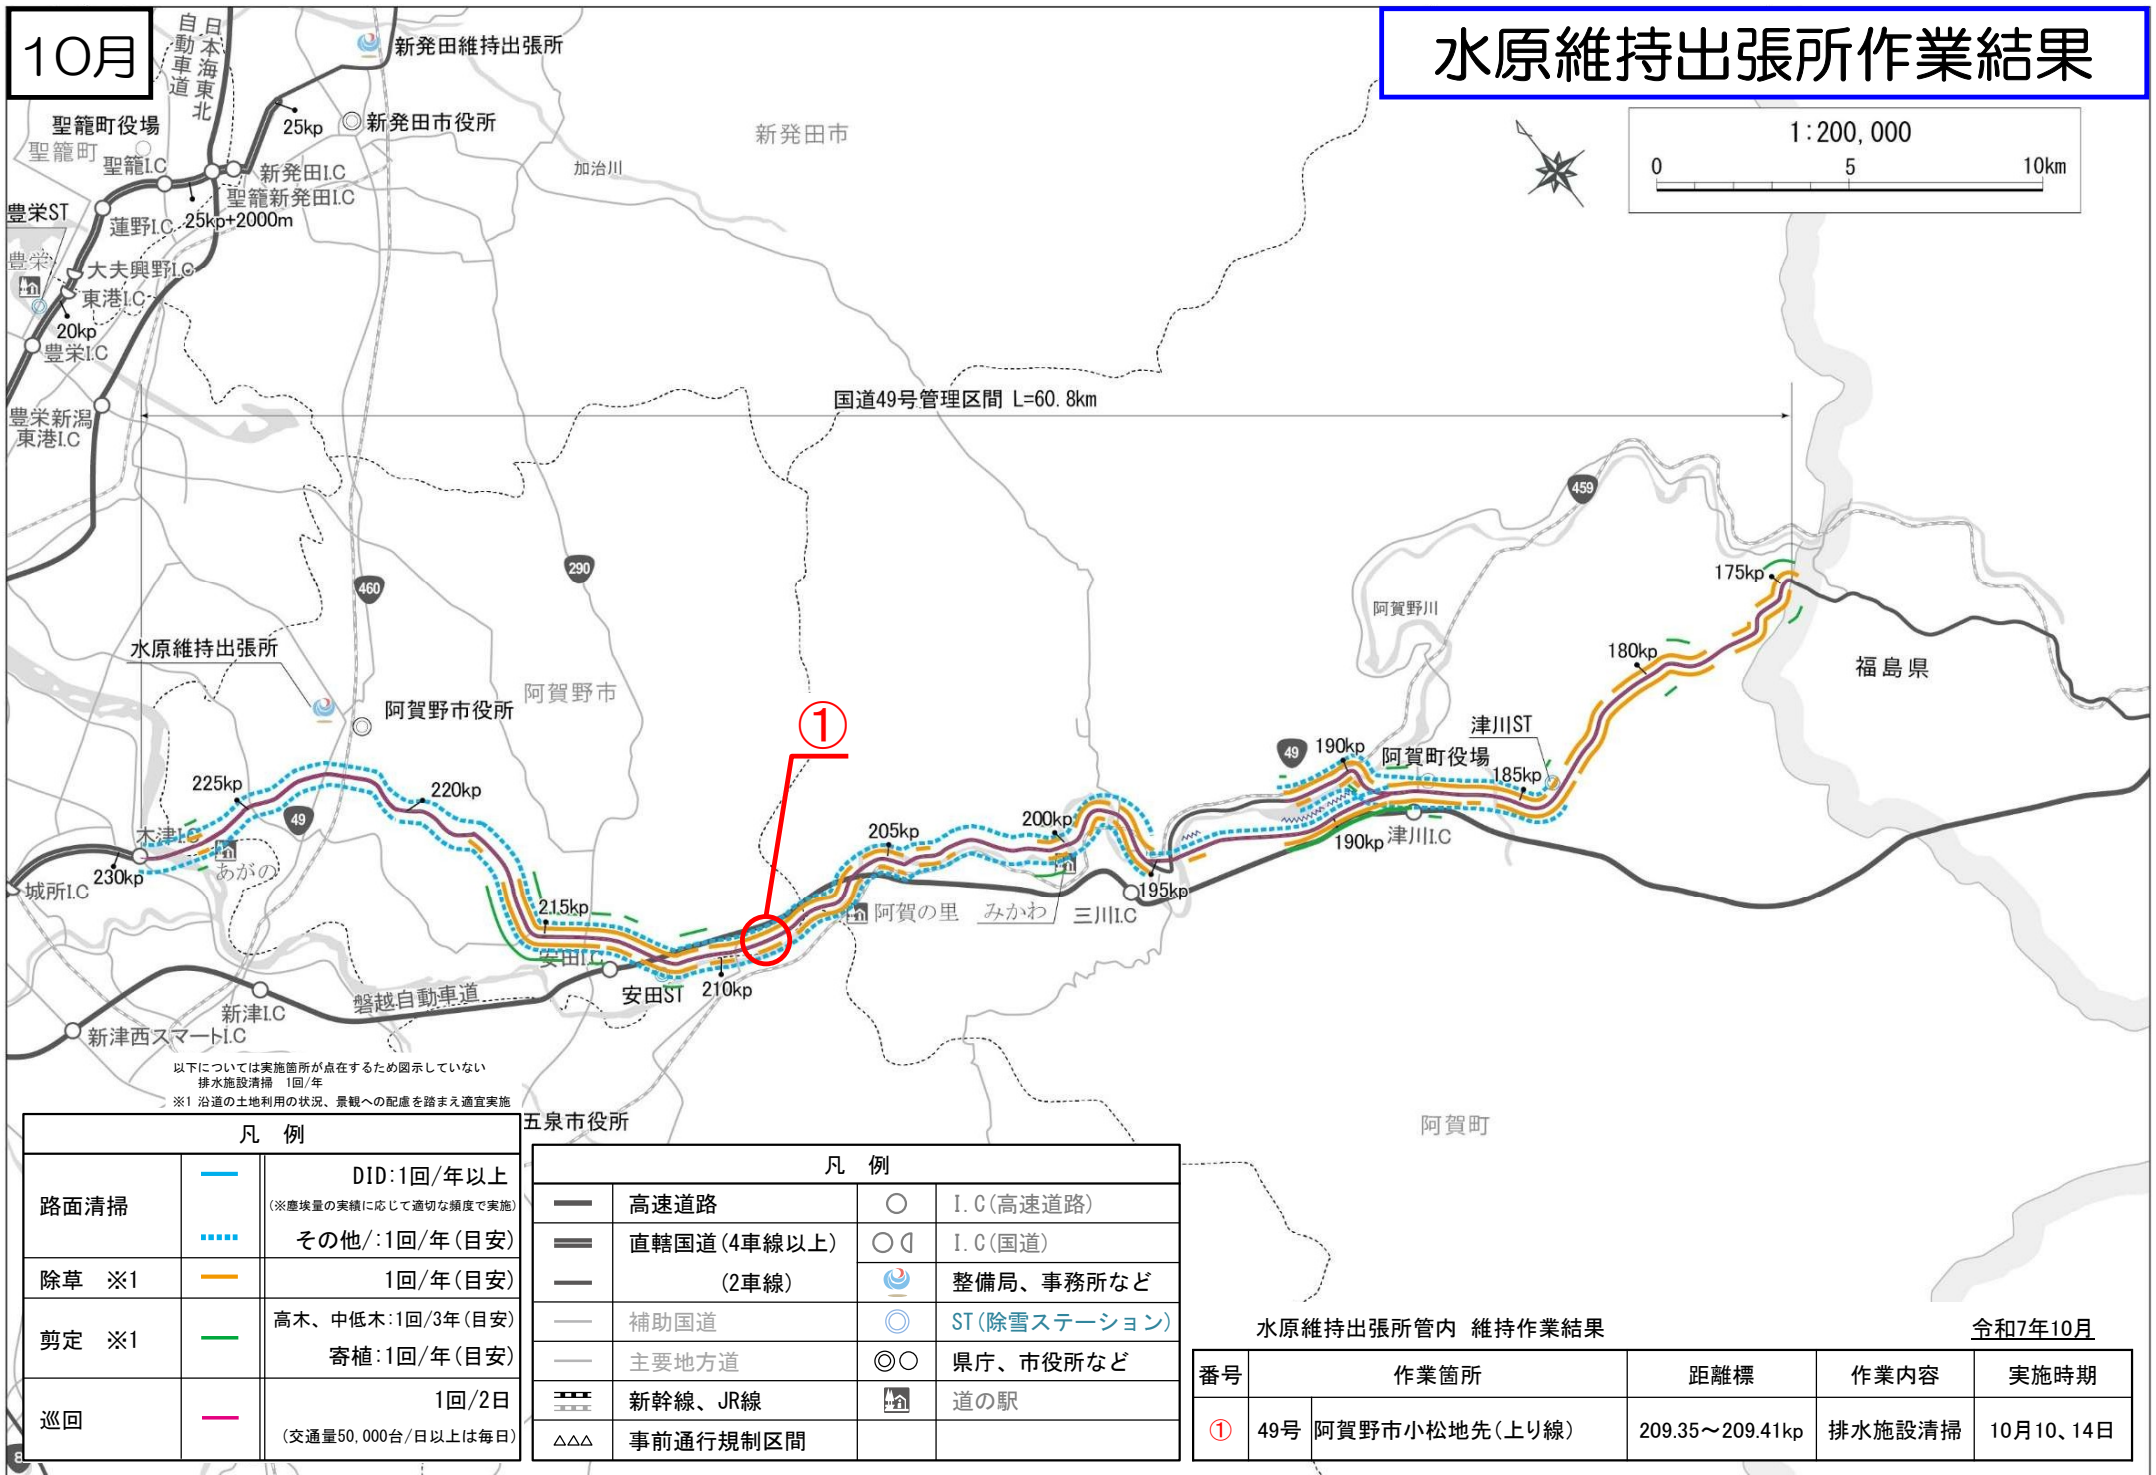 10月
水原維持出張所作業結果
日本海東北
自動車道
新発田維持出張所
25kp
新発田市役所
新発田市
聖籠町役場
聖籠町
聖籠I.C
新発田I.C
聖籠新発田I.C
加治川
1:200,000
0 5 10km
豊栄ST
蓮野I.C
25kp+2000m
豊栄
大夫興野I.C
東港I.C
20kp
豊栄I.C
豊栄新潟
東港I.C
国道49号管理区間 L=60.8km
459
290
460
175kp
阿賀野川
180kp
福島県
水原維持出張所
阿賀野市役所
阿賀野市
①
津川ST
49
190kp
阿賀町役場
185kp
225kp
220kp
49
木津I.C
あがの
230kp
城所I.C
205kp
200kp
190kp
津川I.C
195kp
215kp
阿賀の里
みかわ
三川I.C
安田I.C
安田ST
210kp
磐越自動車道
新津I.C
新津西スマートI.C
以下については実施箇所が点在するため図示していない
排水施設清掃 1回/年
※1 沿道の土地利用の状況、景観への配慮を踏まえ適宜実施
五泉市役所
阿賀町
凡 例
路面清掃
DID:1回/年以上
(※塵埃量の実績に応じて適切な頻度で実施)
その他/:1回/年(目安)
除草 ※1 1回/年(目安)
剪定 ※1
高木、中低木:1回/3年(目安)
寄植:1回/年(目安)
巡回
1回/2日
(交通量50,000台/日以上は毎日)
8
凡 例
高速道路 I.C(高速道路)
直轄国道(4車線以上) I.C(国道)
(2車線) 整備局、事務所など
補助国道 ST(除雪ステーション)
主要地方道 県庁、市役所など
新幹線、JR線 道の駅
事前通行規制区間
水原維持出張所管内 維持作業結果 令和7年10月
番号 作業箇所 距離標 作業内容 実施時期
① 49号 阿賀野市小松地先(上り線) 209.35～209.41kp 排水施設清掃 10月10、14日